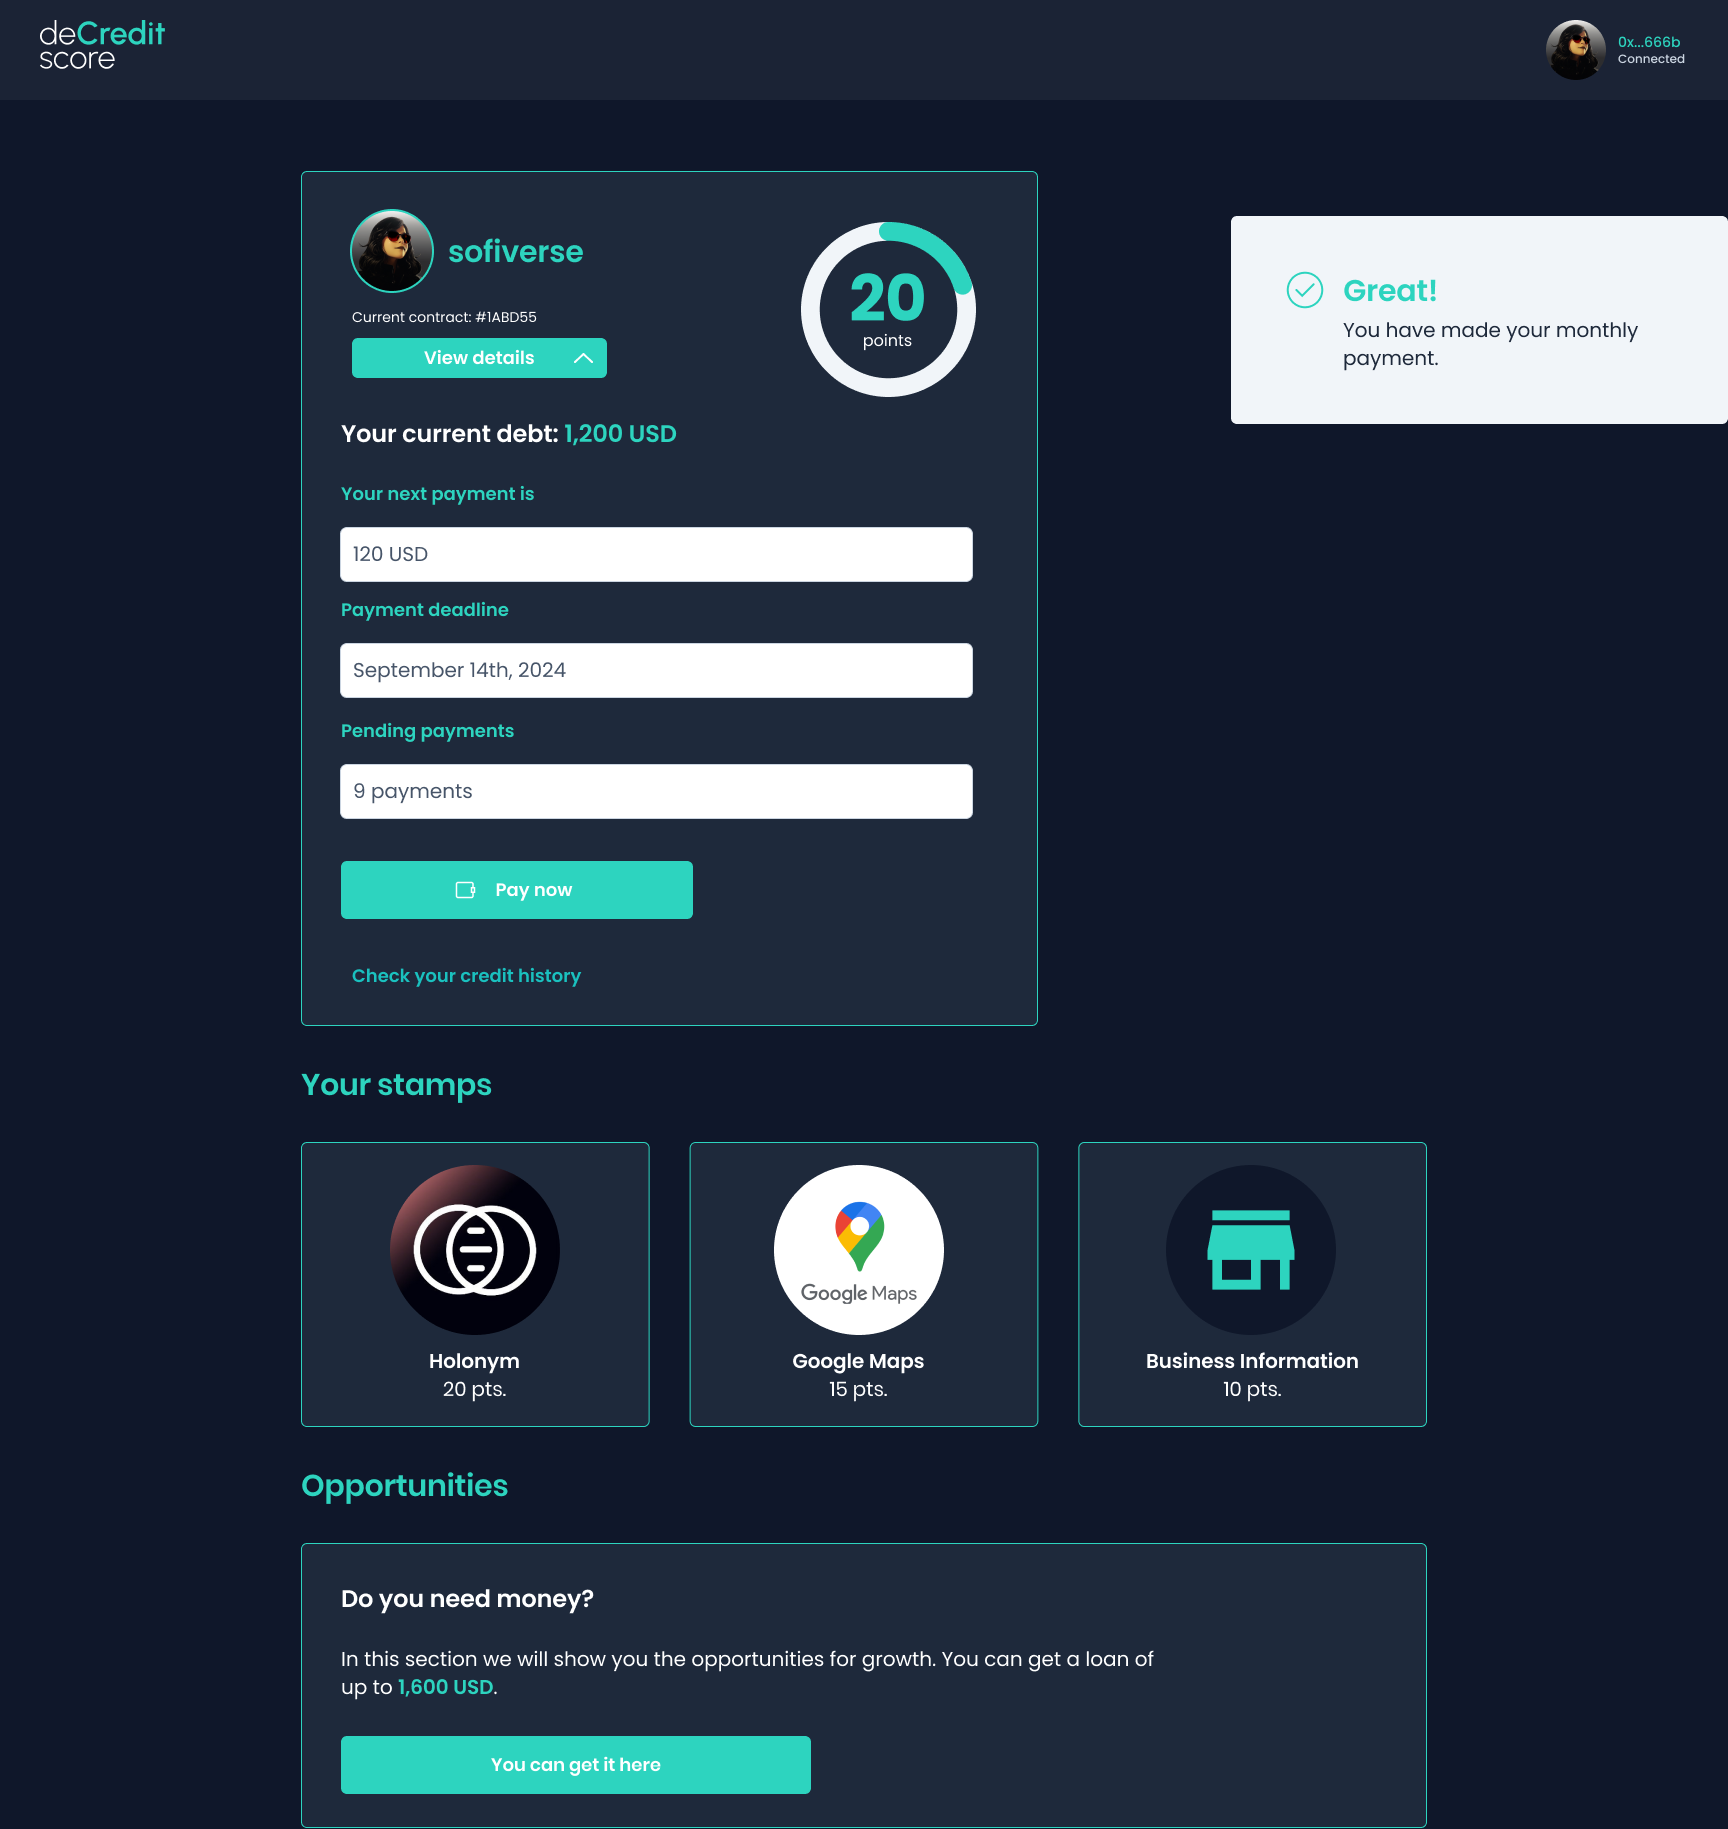 deCredit
score
0x...666b
Connected
sofiverse
Current contract: #1ABD55
View details
20
points
Great!
You have made your monthly
payment.
Your current debt: 1,200 USD
Your next payment is
120 USD
Payment deadline
September 14th, 2024
Pending payments
9 payments
Pay now
Check your credit history
Your stamps
Google Maps
Holonym
20 pts.
Google Maps
15 pts.
Business Information
10 pts.
Opportunities
Do you need money?
In this section we will show you the opportunities for growth. You can get a loan of
up to 1,600 USD.
You can get it here